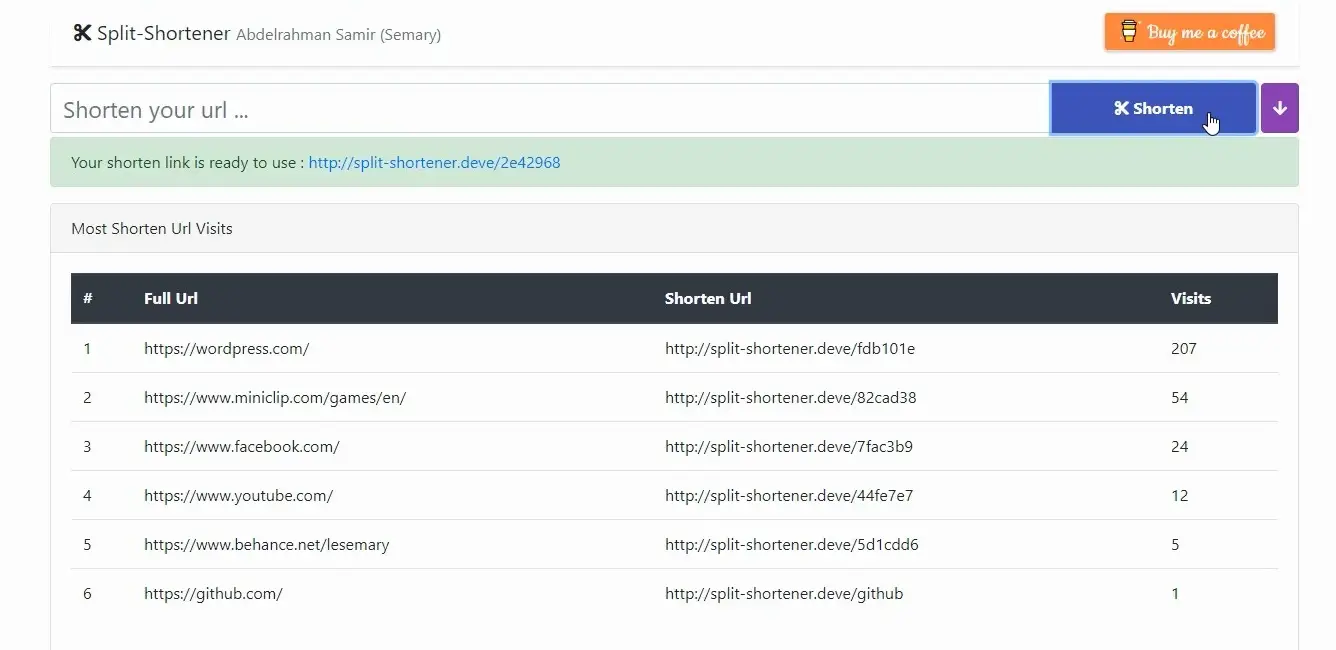 Split-Shortener Abdelrahman Samir (Semary)
Buy me a coffee
Shorten your url ...
Shorten
Your shorten link is ready to use : http://split-shortener.deve/2e42968
Most Shorten Url Visits
# Full Url Shorten Url Visits
1 https://wordpress.com/ http://split-shortener.deve/fdb101e 207
2 https://www.miniclip.com/games/en/ http://split-shortener.deve/82cad38 54
3 https://www.facebook.com/ http://split-shortener.deve/7fac3b9 24
4 https://www.youtube.com/ http://split-shortener.deve/44fe7e7 12
5 https://www.behance.net/lesemary http://split-shortener.deve/5d1cdd6 5
6 https://github.com/ http://split-shortener.deve/github 1